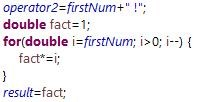 operator2=firstNum+" !";
double fact=1;
for(double i=firstNum; i>0; i--) {
fact*=i;
}
result=fact;